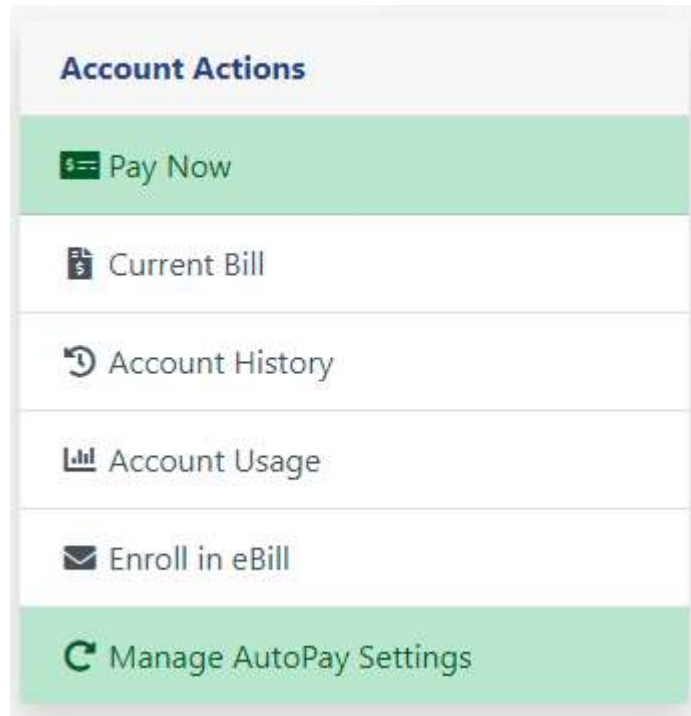 Account Actions
Pay Now
Current Bill
Account History
Account Usage
Enroll in eBill
Manage AutoPay Settings